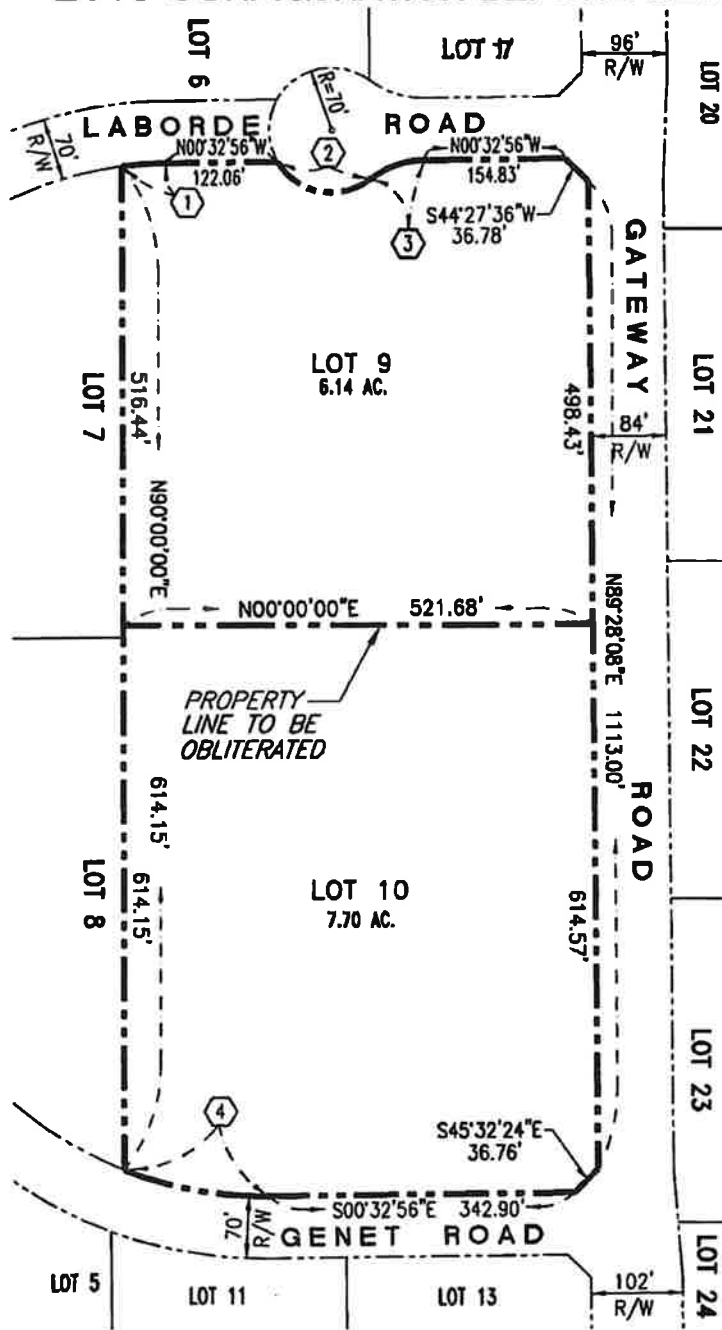 LOT 6
LOT 17
96'
R/W
LOT 20
R=70'
70'
R/W
LABORDE ROAD
N00°32'56"W
122.06'
1
2
N00°32'56"W
154.83'
3
S44°27'36"W
36.78'
GATEWAY
LOT 9
6.14 AC.
LOT 7
516.44'
498.43'
84'
R/W
LOT 21
N90°00'00"E
N00°00'00"E 521.68'
N89°28'08"E 1113.00'
PROPERTY
LINE TO BE
OBLITERATED
LOT 22
ROAD
614.15'
LOT 8
614.15'
LOT 10
7.70 AC.
614.57'
LOT 23
4
S45°32'24"E
36.76'
S00°32'56"E 342.90'
70'
R/W
GENET ROAD
LOT 5
LOT 11
LOT 13
102'
R/W
LOT 24